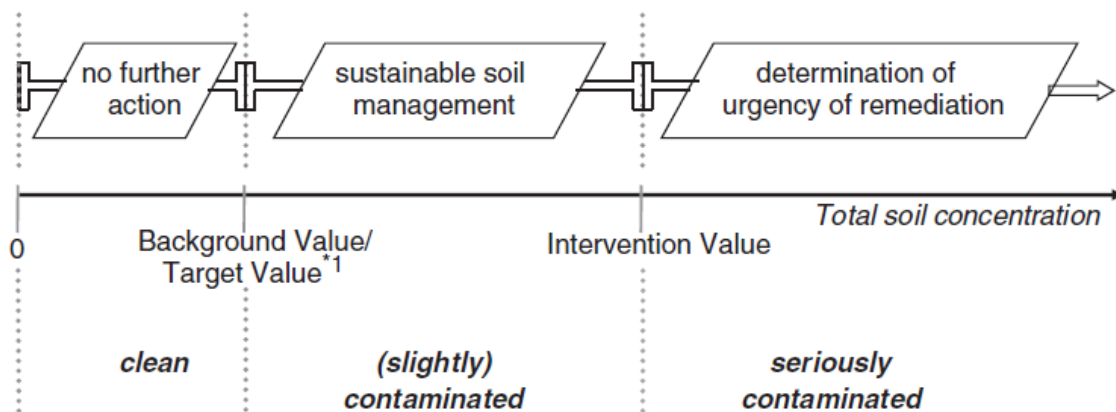 no further
action
sustainable soil
management
determination of
urgency of remediation
Total soil concentration
0
Background Value/
Target Value*1
Intervention Value
clean
(slightly)
contaminated
seriously
contaminated